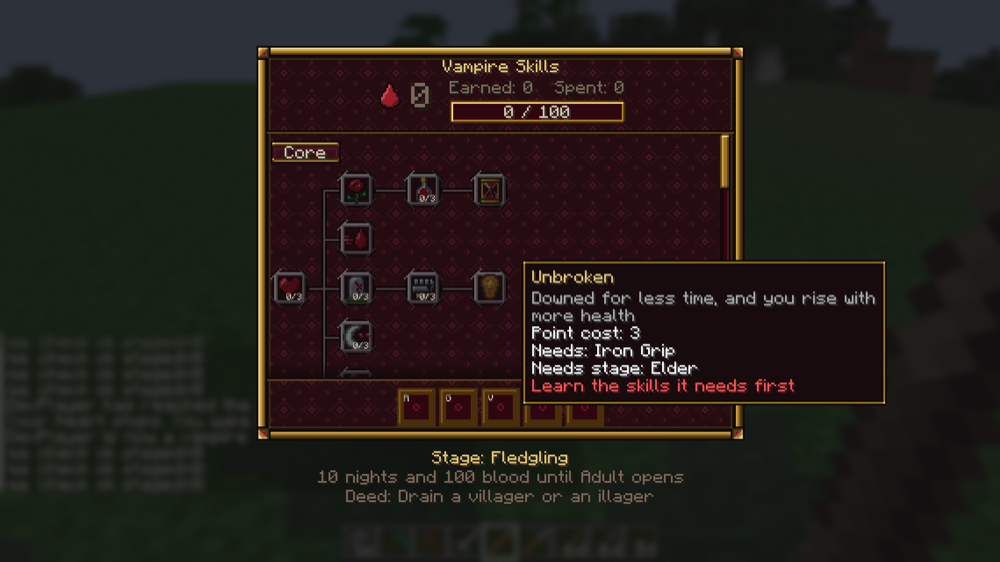 Vampire Skills
0
Earned: 0 Spent: 0
0 / 100
Core
0/3
0/3
0/3
0/3
0/3
Unbroken
Downed for less time, and you rise with
more health
Point cost: 3
Needs: Iron Grip
Needs stage: Elder
Learn the skills it needs first
R
G
V
Stage: Fledgling
10 nights and 100 blood until Adult opens
Deed: Drain a villager or an illager